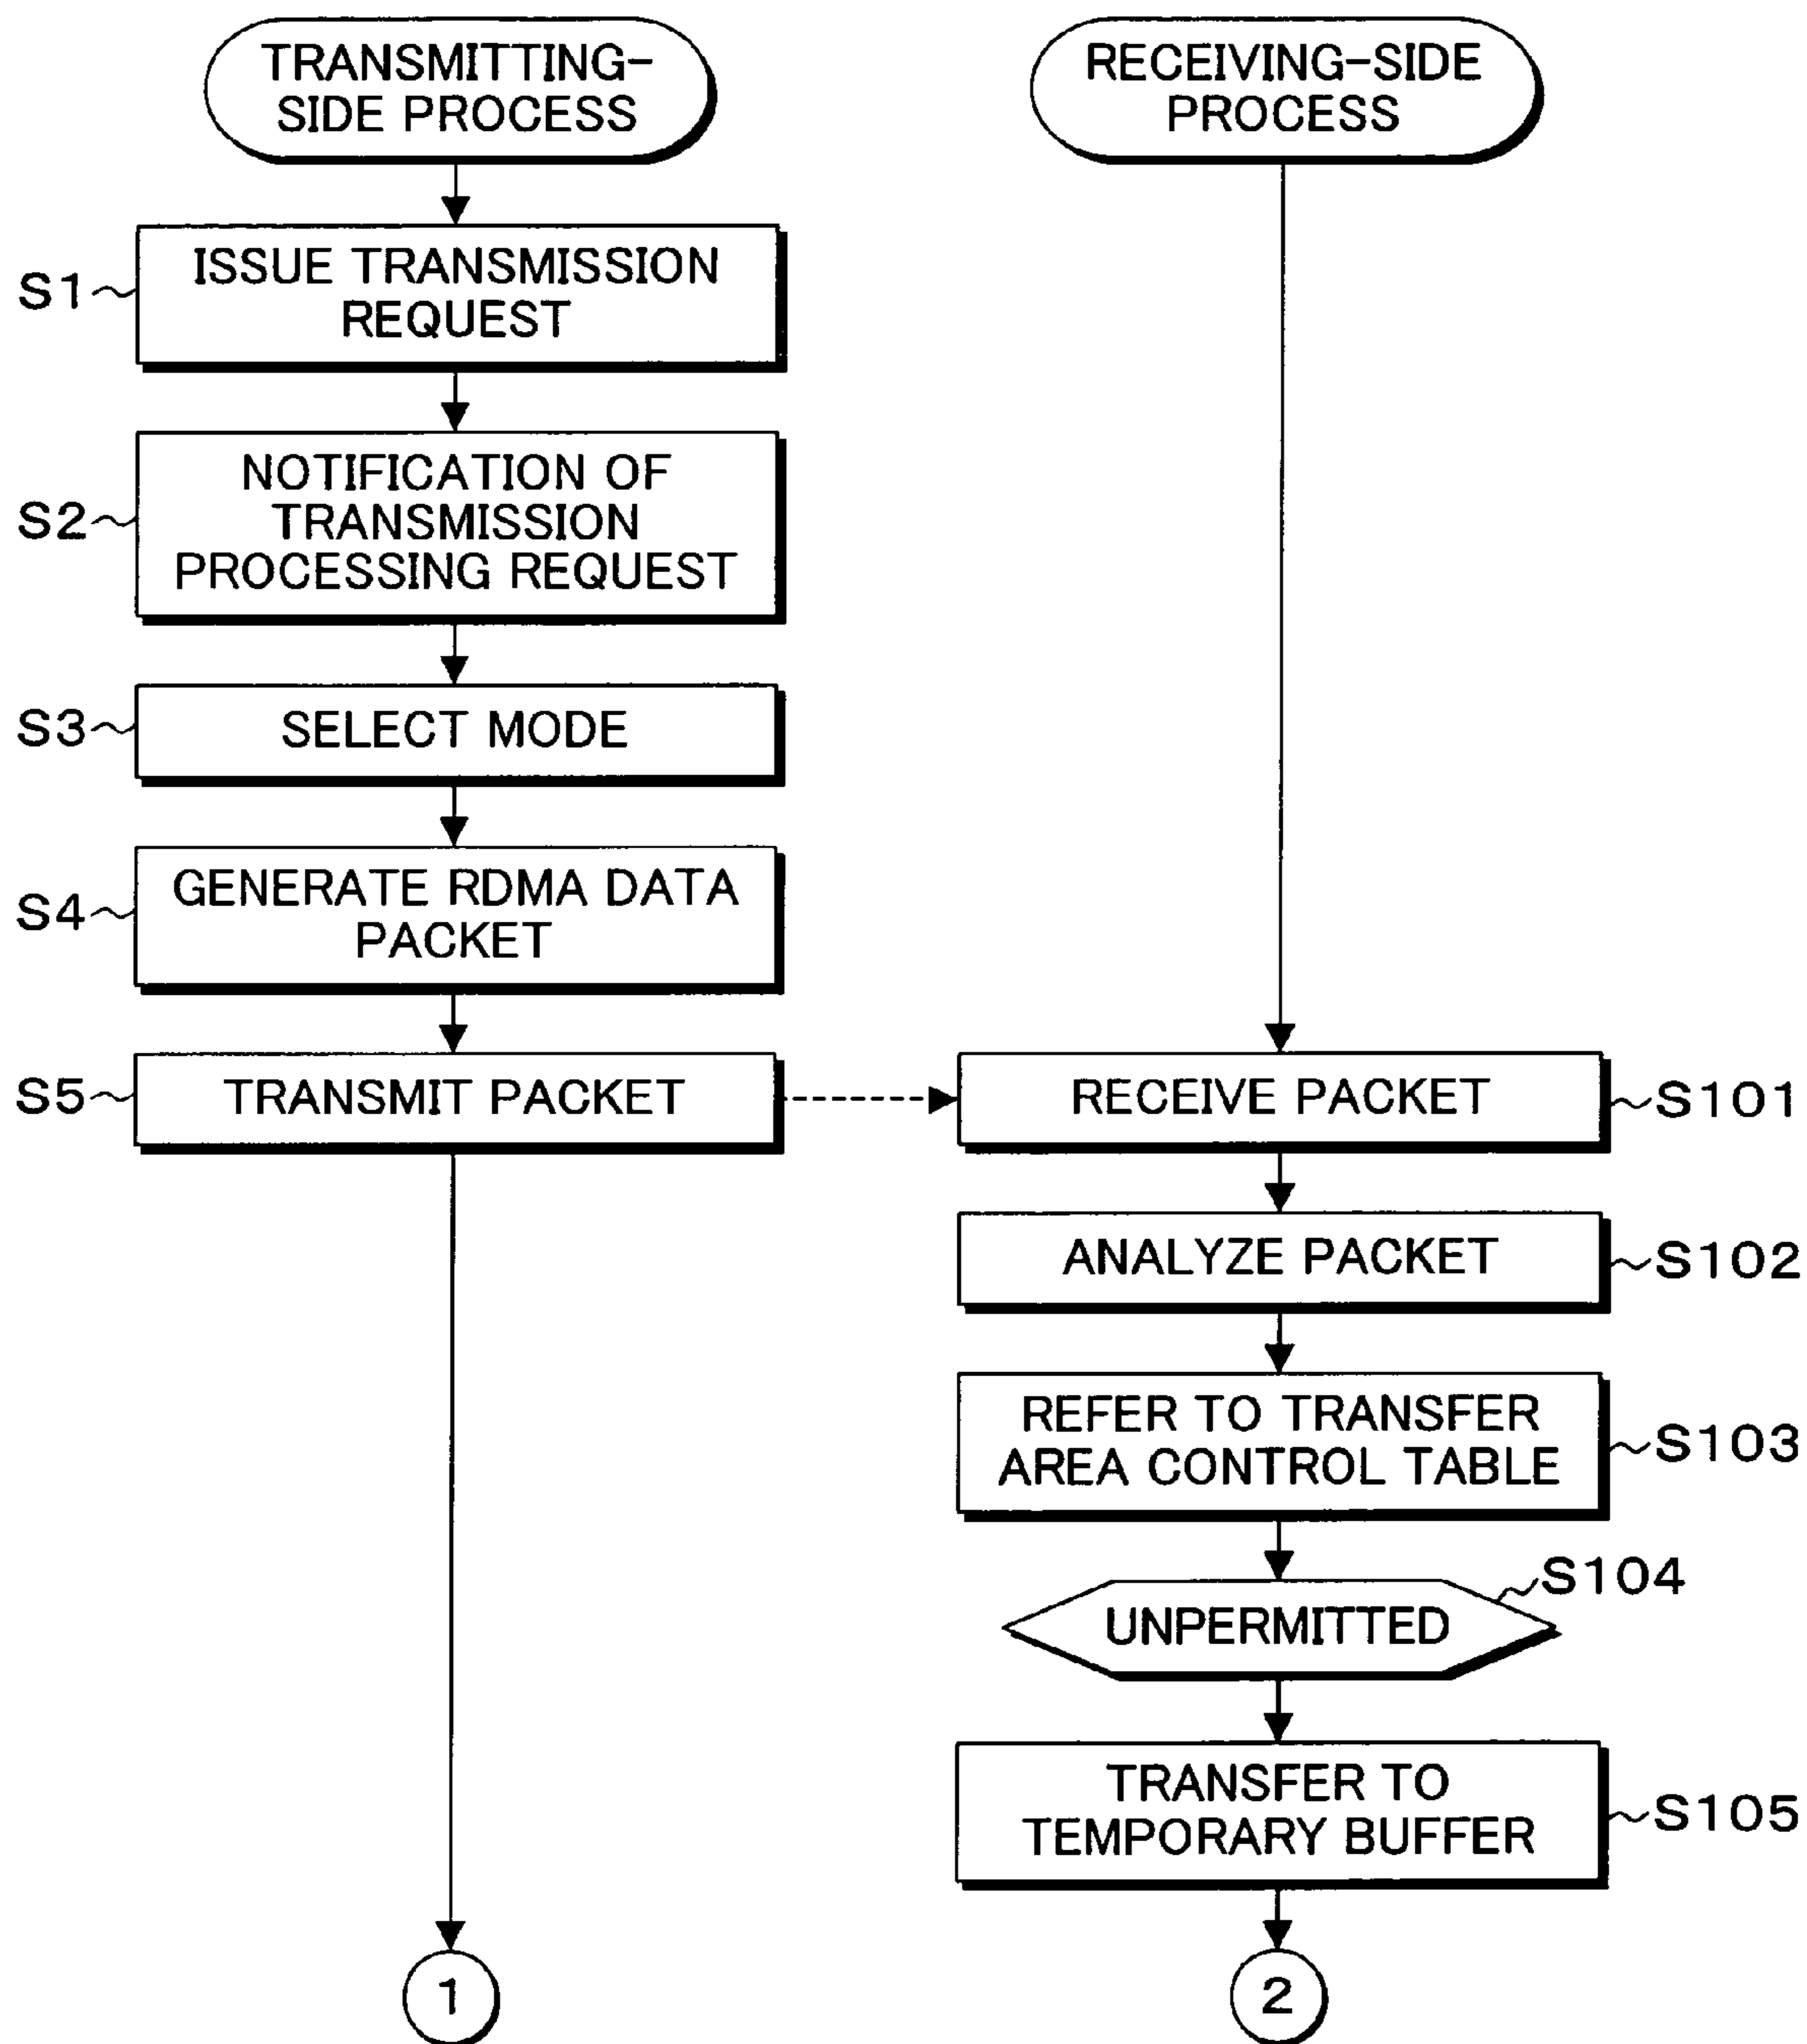 TRANSMITTING-
SIDE PROCESS
S1
ISSUE TRANSMISSION
REQUEST
S2
NOTIFICATION OF
TRANSMISSION
PROCESSING REQUEST
S3
SELECT MODE
S4
GENERATE RDMA DATA
PACKET
S5
TRANSMIT PACKET
1
RECEIVING-SIDE
PROCESS
RECEIVE PACKET
S101
ANALYZE PACKET
S102
REFER TO TRANSFER
AREA CONTROL TABLE
S103
S104
UNPERMITTED
TRANSFER TO
TEMPORARY BUFFER
S105
2